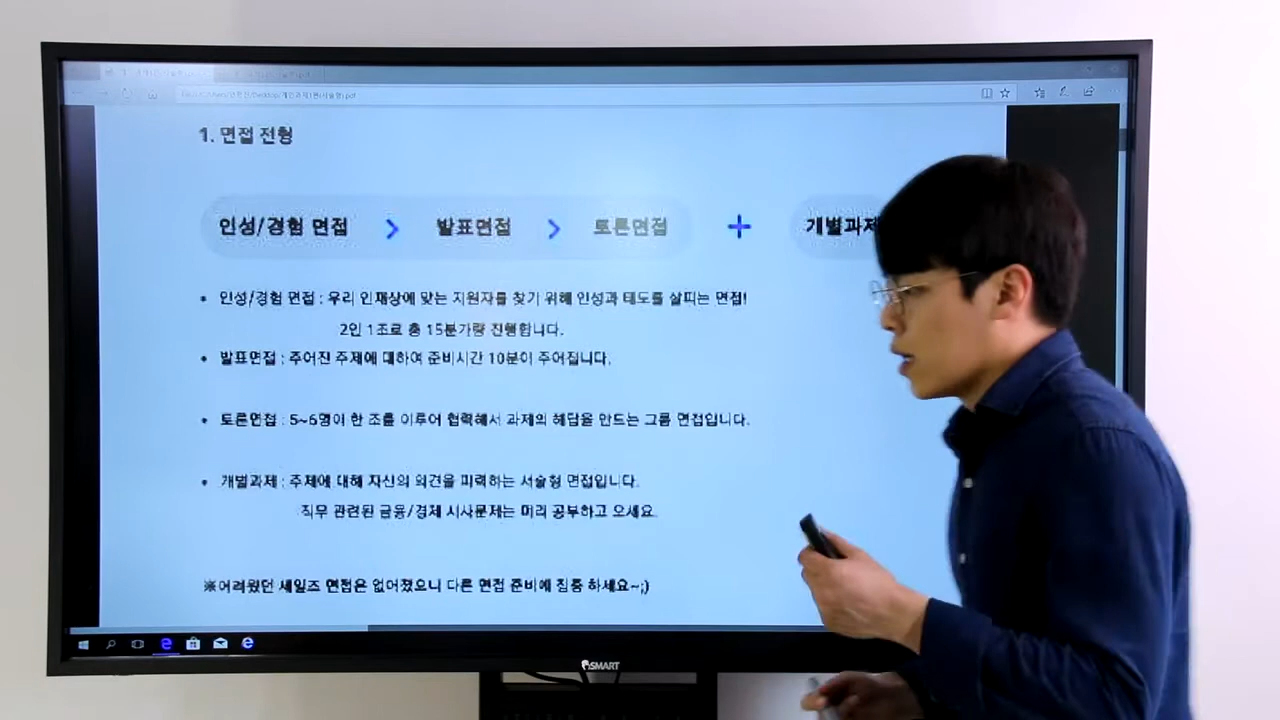 1. 면접 전형
인성/경험 면접 > 발표면접 > 토론면접 + 개별과제
• 인성/경험 면접 : 우리 인재상에 맞는 지원자를 찾기 위해 인성과 태도를 살피는 면접!
2인 1조로 총 15분가량 진행합니다.
• 발표면접 : 주어진 주제에 대하여 준비시간 10분이 주어집니다.
• 토론면접 : 5~6명이 한 조를 이루어 협력해서 과제의 해답을 만드는 그룹 면접입니다.
• 개별과제 : 주제에 대해 자신의 의견을 피력하는 서술형 면접입니다.
직무 관련된 금융/경제 시사문제는 미리 공부하고 오세요.
※어려웠던 세일즈 면접은 없어졌으니 다른 면접 준비에 집중 하세요~;)
SMART